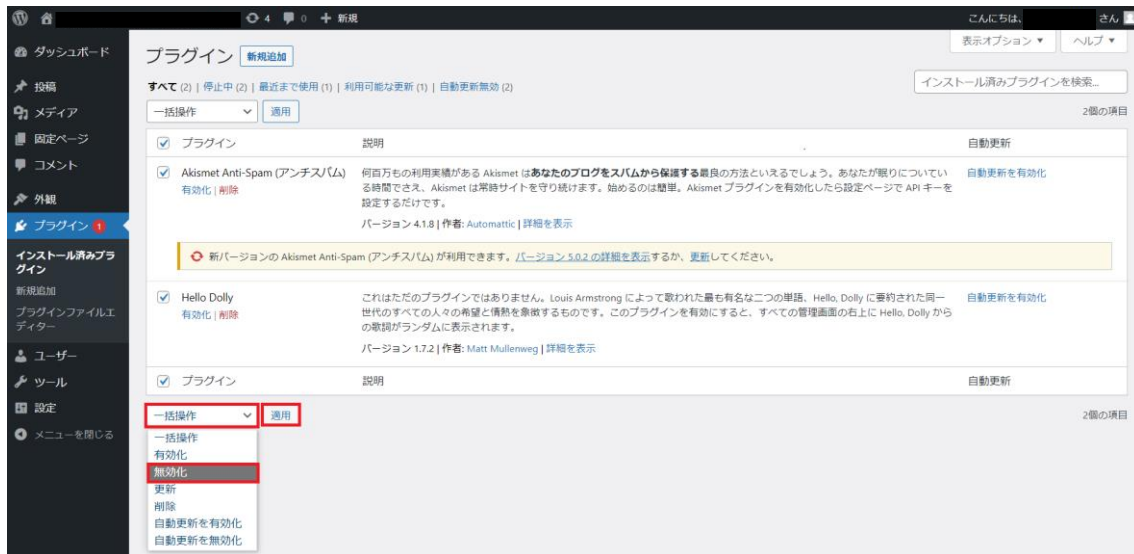 4 0 + 新規 こんにちは、 さん
ダッシュボード
投稿
メディア
固定ページ
コメント
外観
プラグイン 1
インストール済みプラ
グイン
新規追加
プラグインファイルエ
ディター
ユーザー
ツール
設定
メニューを閉じる
表示オプション ▼ ヘルプ ▼
プラグイン 新規追加
すべて (2) | 停止中 (2) | 最近まで使用 (1) | 利用可能な更新 (1) | 自動更新無効 (2)
インストール済みプラグインを検索...
一括操作 適用 2個の項目
プラグイン 説明 自動更新
Akismet Anti-Spam (アンチスパム)
有効化 | 削除
何百万もの利用実績がある Akismet はあなたのブログをスパムから保護する最良の方法といえるでしょう。あなたが眠りについてい
る時間でさえ、Akismet は常時サイトを守り続けます。始めるのは簡単。Akismet プラグインを有効化したら設定ページで API キーを
設定するだけです。
バージョン 4.1.8 | 作者: Automattic | 詳細を表示
自動更新を有効化
新バージョンの Akismet Anti-Spam (アンチスパム) が利用できます。バージョン 5.0.2 の詳細を表示するか、更新してください。
Hello Dolly
有効化 | 削除
これはただのプラグインではありません。Louis Armstrong によって歌われた最も有名な二つの単語、Hello, Dolly に要約された同一
世代のすべての人々の希望と情熱を象徴するものです。このプラグインを有効にすると、すべての管理画面の右上に Hello, Dolly から
の歌詞がランダムに表示されます。
バージョン 1.7.2 | 作者: Matt Mullenweg | 詳細を表示
自動更新を有効化
プラグイン 説明 自動更新
一括操作 適用 2個の項目
一括操作
有効化
無効化
更新
削除
自動更新を有効化
自動更新を無効化